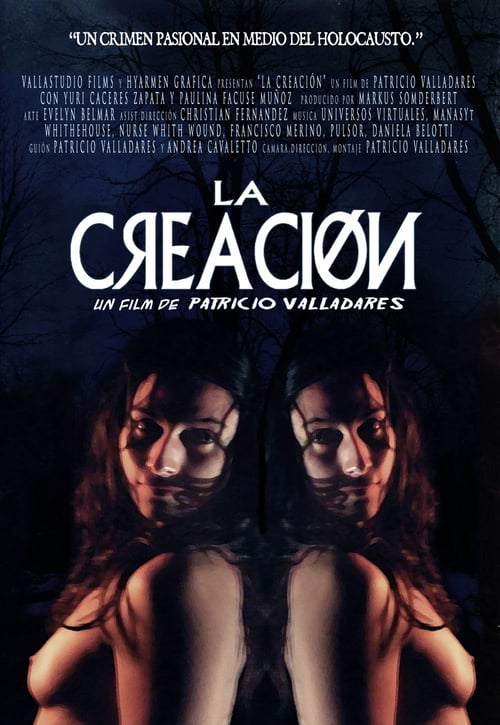 "UN CRIMEN PASIONAL EN MEDIO DEL HOLOCAUSTO."
VALLASTUDIO FILMS Y HYARMEN GRAFICA PRESENTAN 'LA CREACIÓN' UN FILM DE PATRICIO VALLADARES
CON YURI CACERES ZAPATA Y PAULINA FACUSE MUÑOZ PRODUCIDO POR MARKUS SOMDERBERT
ARTE EVELYN BELMAR ASIST DIRECCIÓN CHRISTIAN FERNANDEZ MUSICA UNIVERSOS VIRTUALES, MANASYT
WHITHEHOUSE, NURSE WHITH WOUND, FRANCISCO MERINO, PULSOR, DANIELA BELOTTI
GUIÓN PATRICIO VALLADARES Y ANDREA CAVALETTO CAMARA.DIRECCION, MONTAJE PATRICIO VALLADARES
LA
CREACIÓN
UN FILM DE PATRICIO VALLADARES